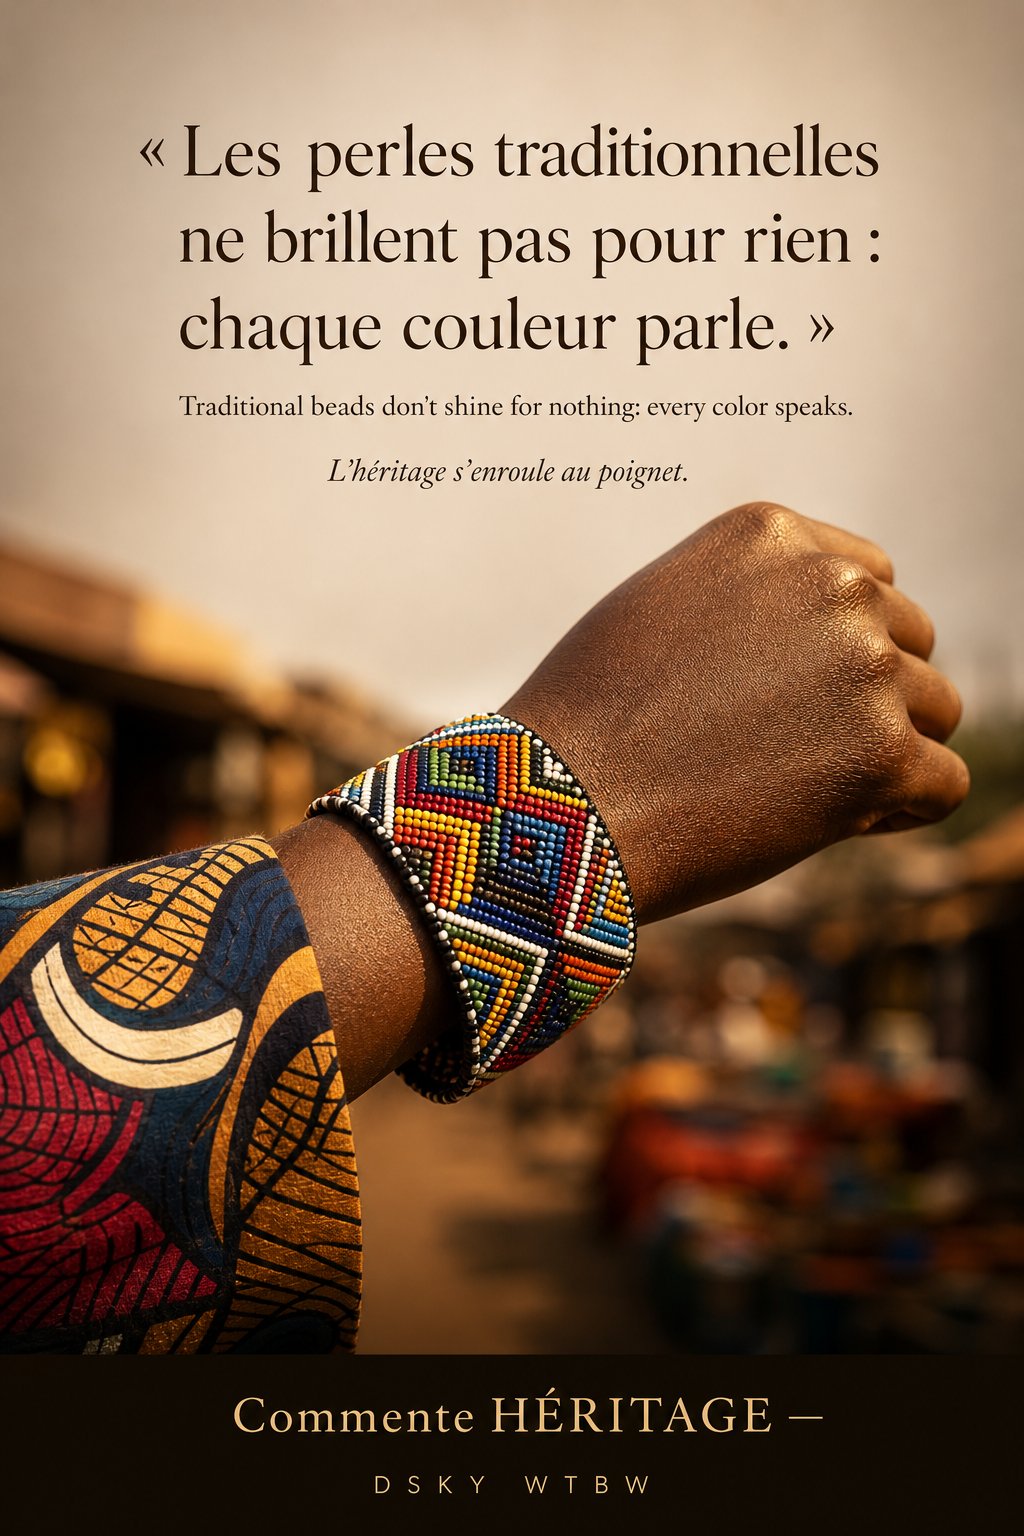 « Les perles traditionnelles
ne brillent pas pour rien :
chaque couleur parle. »
Traditional beads don’t shine for nothing: every color speaks.
L’héritage s’enroule au poignet.
Commente HÉRITAGE —
DSKY WTBW